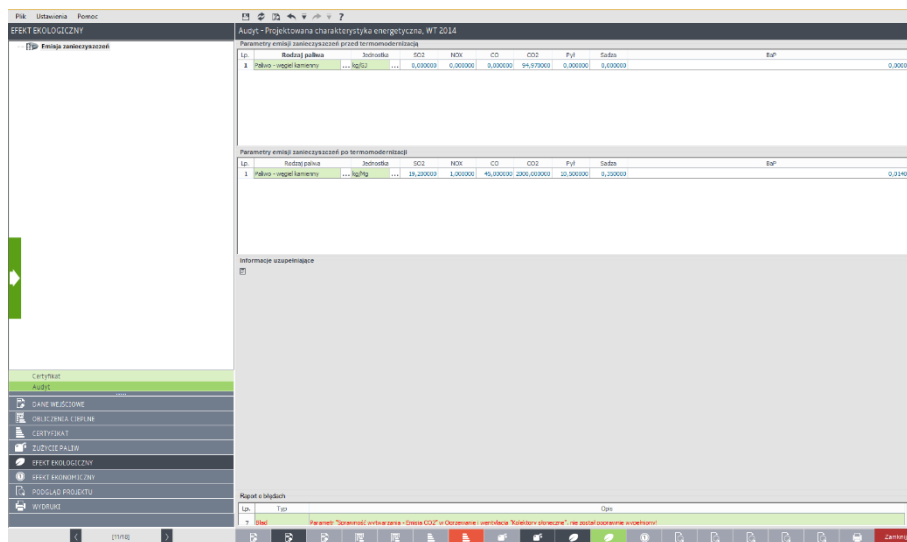 Plik Ustawienia Pomoc
?
EFEKT EKOLOGICZNY
Audyt - Projektowana charakterystyka energetyczna, WT 2014
Emisja zanieczyszczeń
Parametry emisji zanieczyszczeń przed termomodernizacją
Lp. Rodzaj paliwa Jednostka SO2 NOX CO CO2 Pył Sadza BaP
1 Paliwo - węgiel kamienny ... kg/GJ ... 0,000000 0,000000 0,000000 94,970000 0,000000 0,000000 0,0000
Parametry emisji zanieczyszczeń po termomodernizacji
Lp. Rodzaj paliwa Jednostka SO2 NOX CO CO2 Pył Sadza BaP
1 Paliwo - węgiel kamienny ... kg/Mg ... 19,200000 1,000000 45,000000 2000,000000 10,500000 0,350000 0,0140
Informacje uzupełniające
Certyfikat
Audyt
DANE WEJŚCIOWE
OBLICZENIA CIEPLNE
CERTYFIKAT
ZUŻYCIE PALIW
EFEKT EKOLOGICZNY
EFEKT EKONOMICZNY
PODGLĄD PROJEKTU
WYDRUKI
Raport o błędach
Lp. Typ Opis
7 Błąd Parametr "Sprawność wytwarzania - Emisja CO2" w Ogrzewanie i wentylacja "Kolektory słoneczne", nie został poprawnie wypełniony!
< > Zamknij